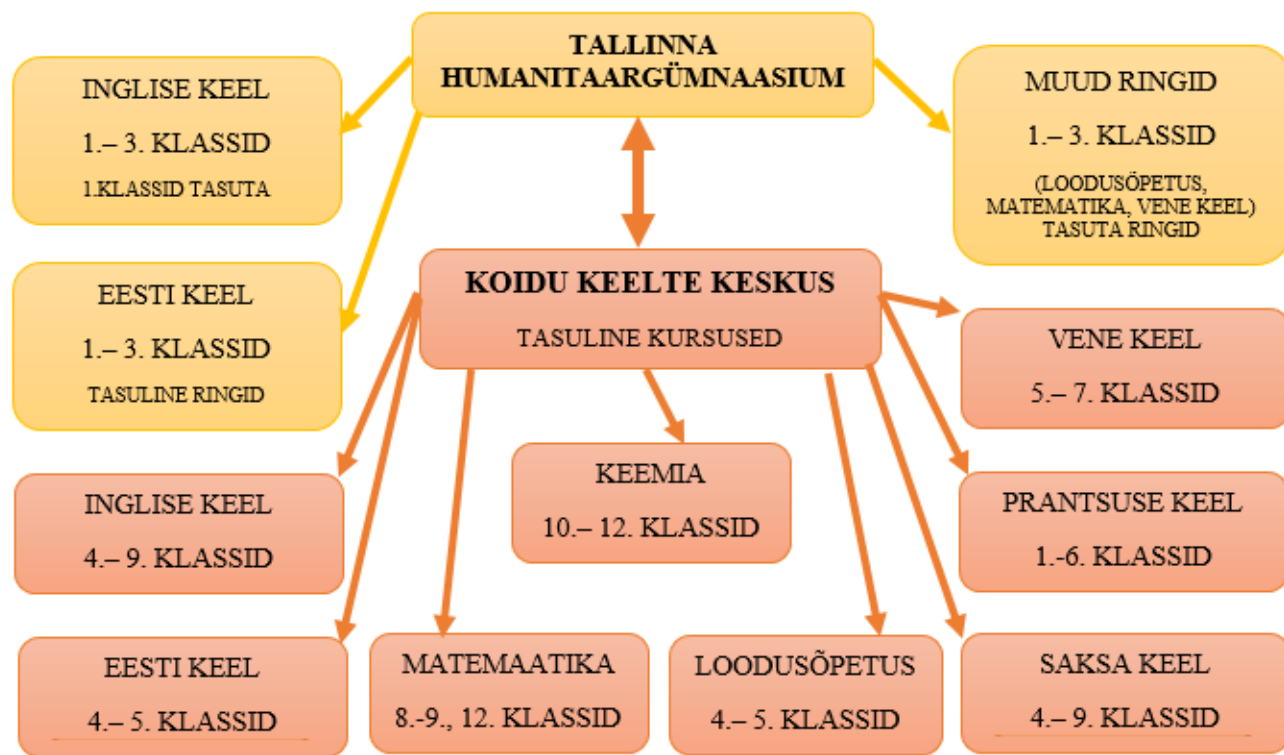 TALLINNA
HUMANITAARGÜMNAASIUM
INGLISE KEEL
1.– 3. KLASSID
1.KLASSID TASUTA
MUUD RINGID
1.– 3. KLASSID
(LOODUSÖPETUS,
MATEMATIKA, VENE KEEL)
TASUTA RINGID
EESTI KEEL
1.– 3. KLASSID
TASULINE RINGID
KOIDU KEELTE KESKUS
TASULINE KURSUSED
VENE KEEL
5.– 7. KLASSID
INGLISE KEEL
4.– 9. KLASSID
KEEMIA
10.– 12. KLASSID
PRANTSUSE KEEL
1.-6. KLASSID
EESTI KEEL
4.– 5. KLASSID
MATEMAATIKA
8.-9., 12. KLASSID
LOODUSÕPETUS
4.– 5. KLASSID
SAKSA KEEL
4.– 9. KLASSID